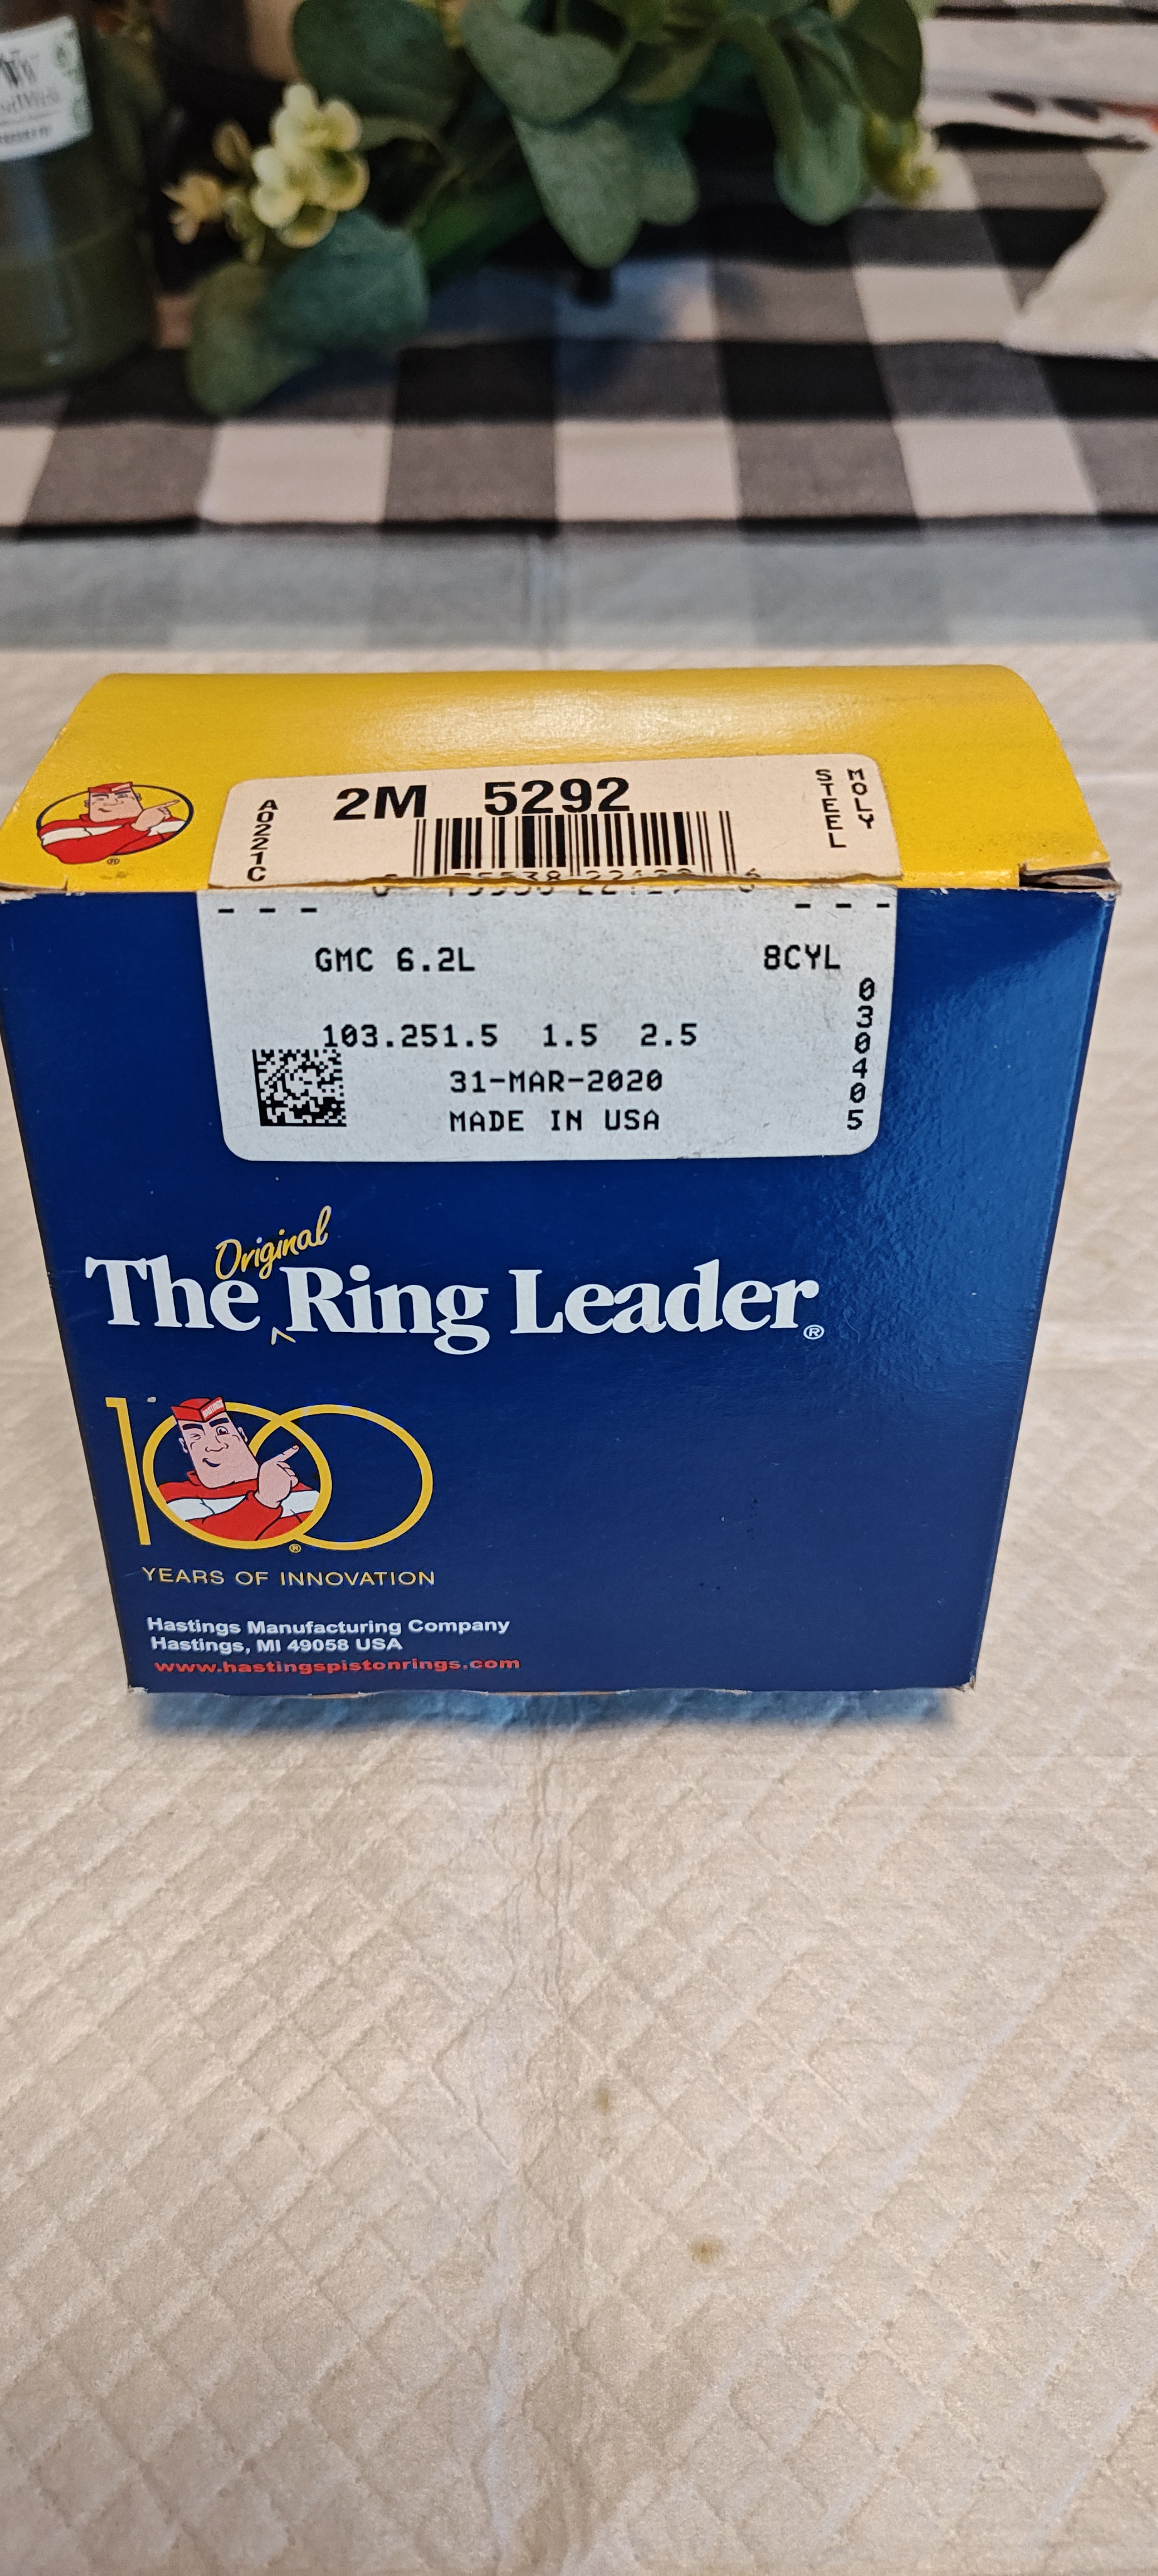 2M 5292
A0221C
STEEL
MOLY
- - - - - -
GMC 6.2L 8CYL
103.251.5 1.5 2.5
31-MAR-2020
MADE IN USA
030405
Original
The ^ Ring Leader®
100
®
YEARS OF INNOVATION
Hastings Manufacturing Company
Hastings, MI 49058 USA
www.hastingspistonrings.com